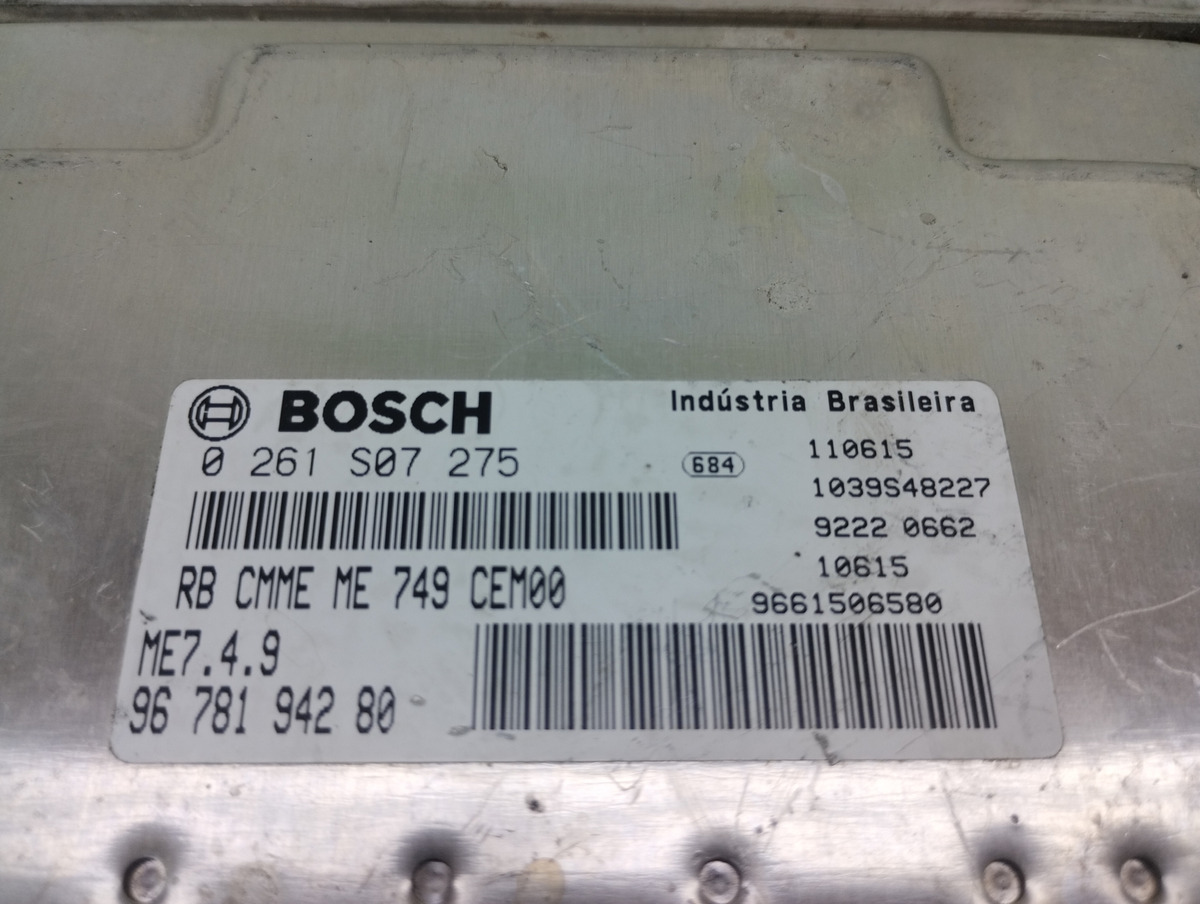 BOSCH
Indústria Brasileira
0 261 S07 275
684
110615
1039S48227
9222 0662
10615
RB CMME ME 749 CEM00
9661506580
ME7.4.9
96 781 942 80